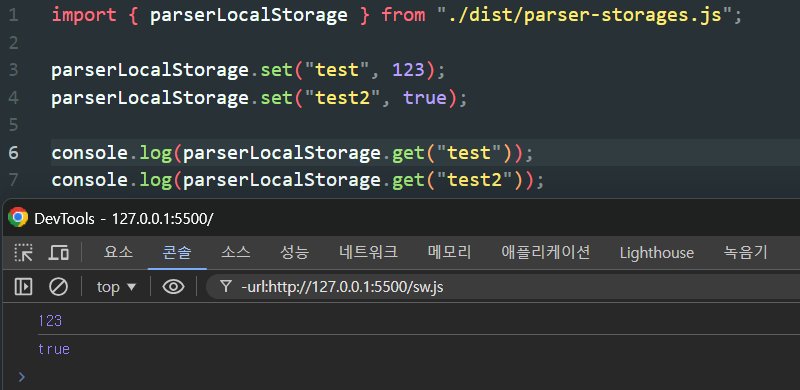 1 import { parserLocalStorage } from "./dist/parser-storages.js";
2
3 parserLocalStorage.set("test", 123);
4 parserLocalStorage.set("test2", true);
5
6 console.log(parserLocalStorage.get("test"));
7 console.log(parserLocalStorage.get("test2"));
DevTools - 127.0.0.1:5500/
요소 콘솔 소스 성능 네트워크 메모리 애플리케이션 Lighthouse 녹음기
top ▼ -url:http://127.0.0.1:5500/sw.js
123
true
>